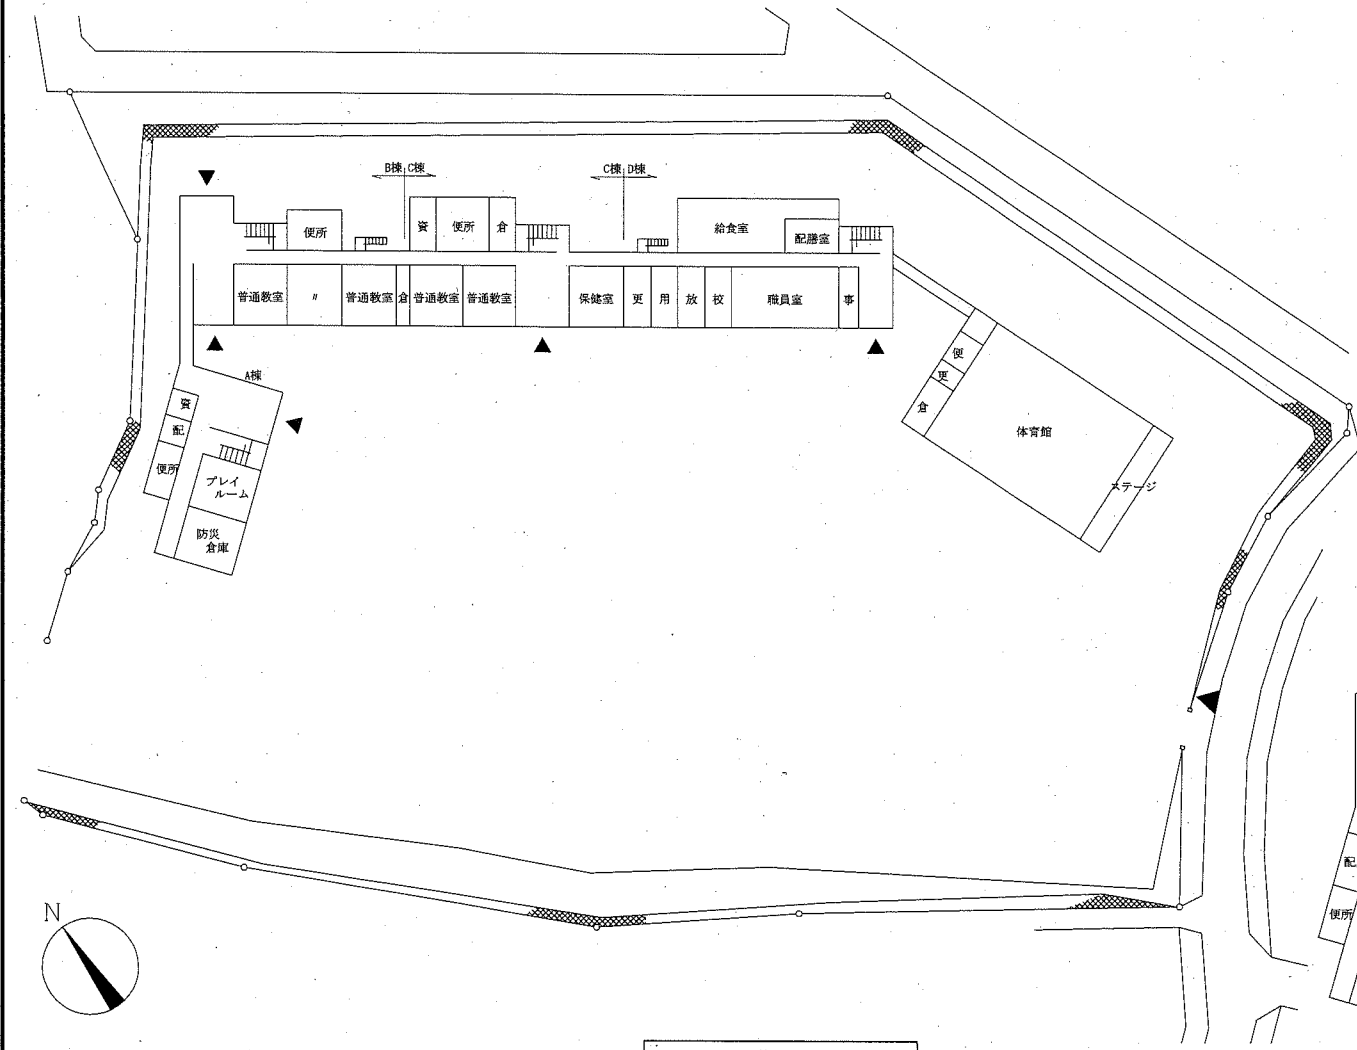 B棟 C棟
C棟 D棟
便所
資
便所
倉
給食室
配膳室
普通教室
〃
普通教室
倉
普通教室
普通教室
保健室
更
用
放
校
職員室
事
A棟
資
配
便所
プレイ
ルーム
防災
倉庫
便
更
倉
体育館
ステージ
配
便所
N